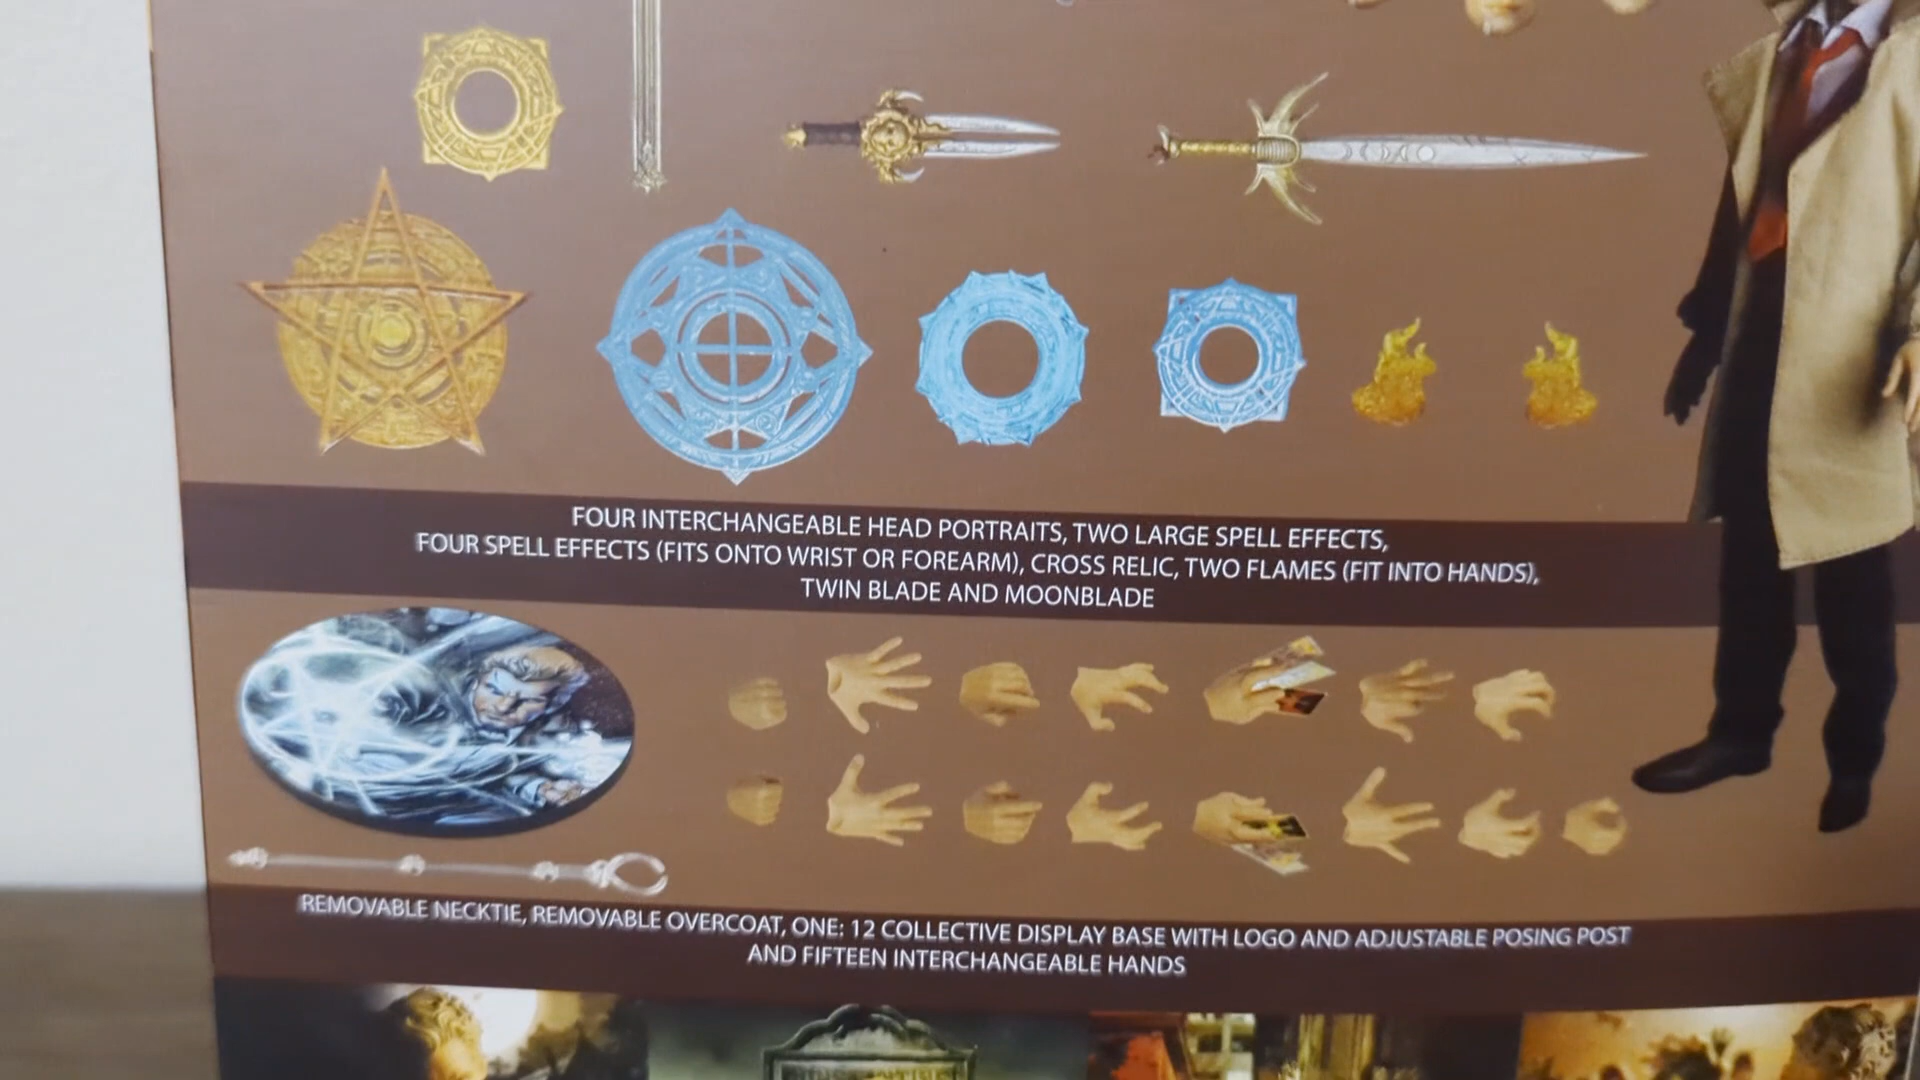 FOUR INTERCHANGEABLE HEAD PORTRAITS, TWO LARGE SPELL EFFECTS,
FOUR SPELL EFFECTS (FITS ONTO WRIST OR FOREARM), CROSS RELIC, TWO FLAMES (FIT INTO HANDS),
TWIN BLADE AND MOONBLADE
REMOVABLE NECKTIE, REMOVABLE OVERCOAT, ONE: 12 COLLECTIVE DISPLAY BASE WITH LOGO AND ADJUSTABLE POSING POST
AND FIFTEEN INTERCHANGEABLE HANDS